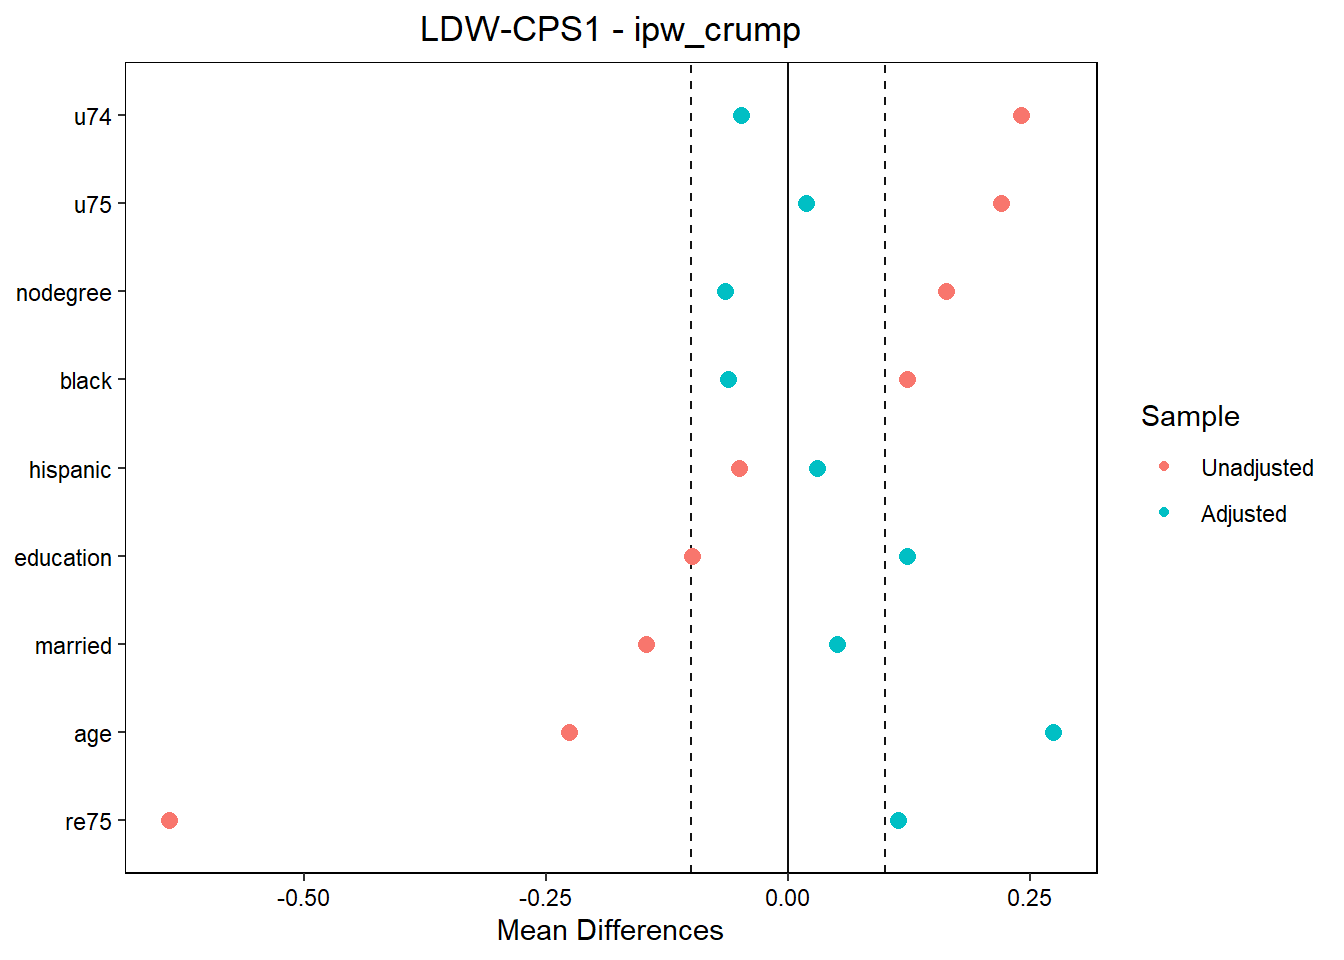 LDW-CPS1 - ipw_crump
u74
u75
nodegree
black
hispanic
education
married
age
re75
-0.50
-0.25
0.00
0.25
Mean Differences
Sample
Unadjusted
Adjusted